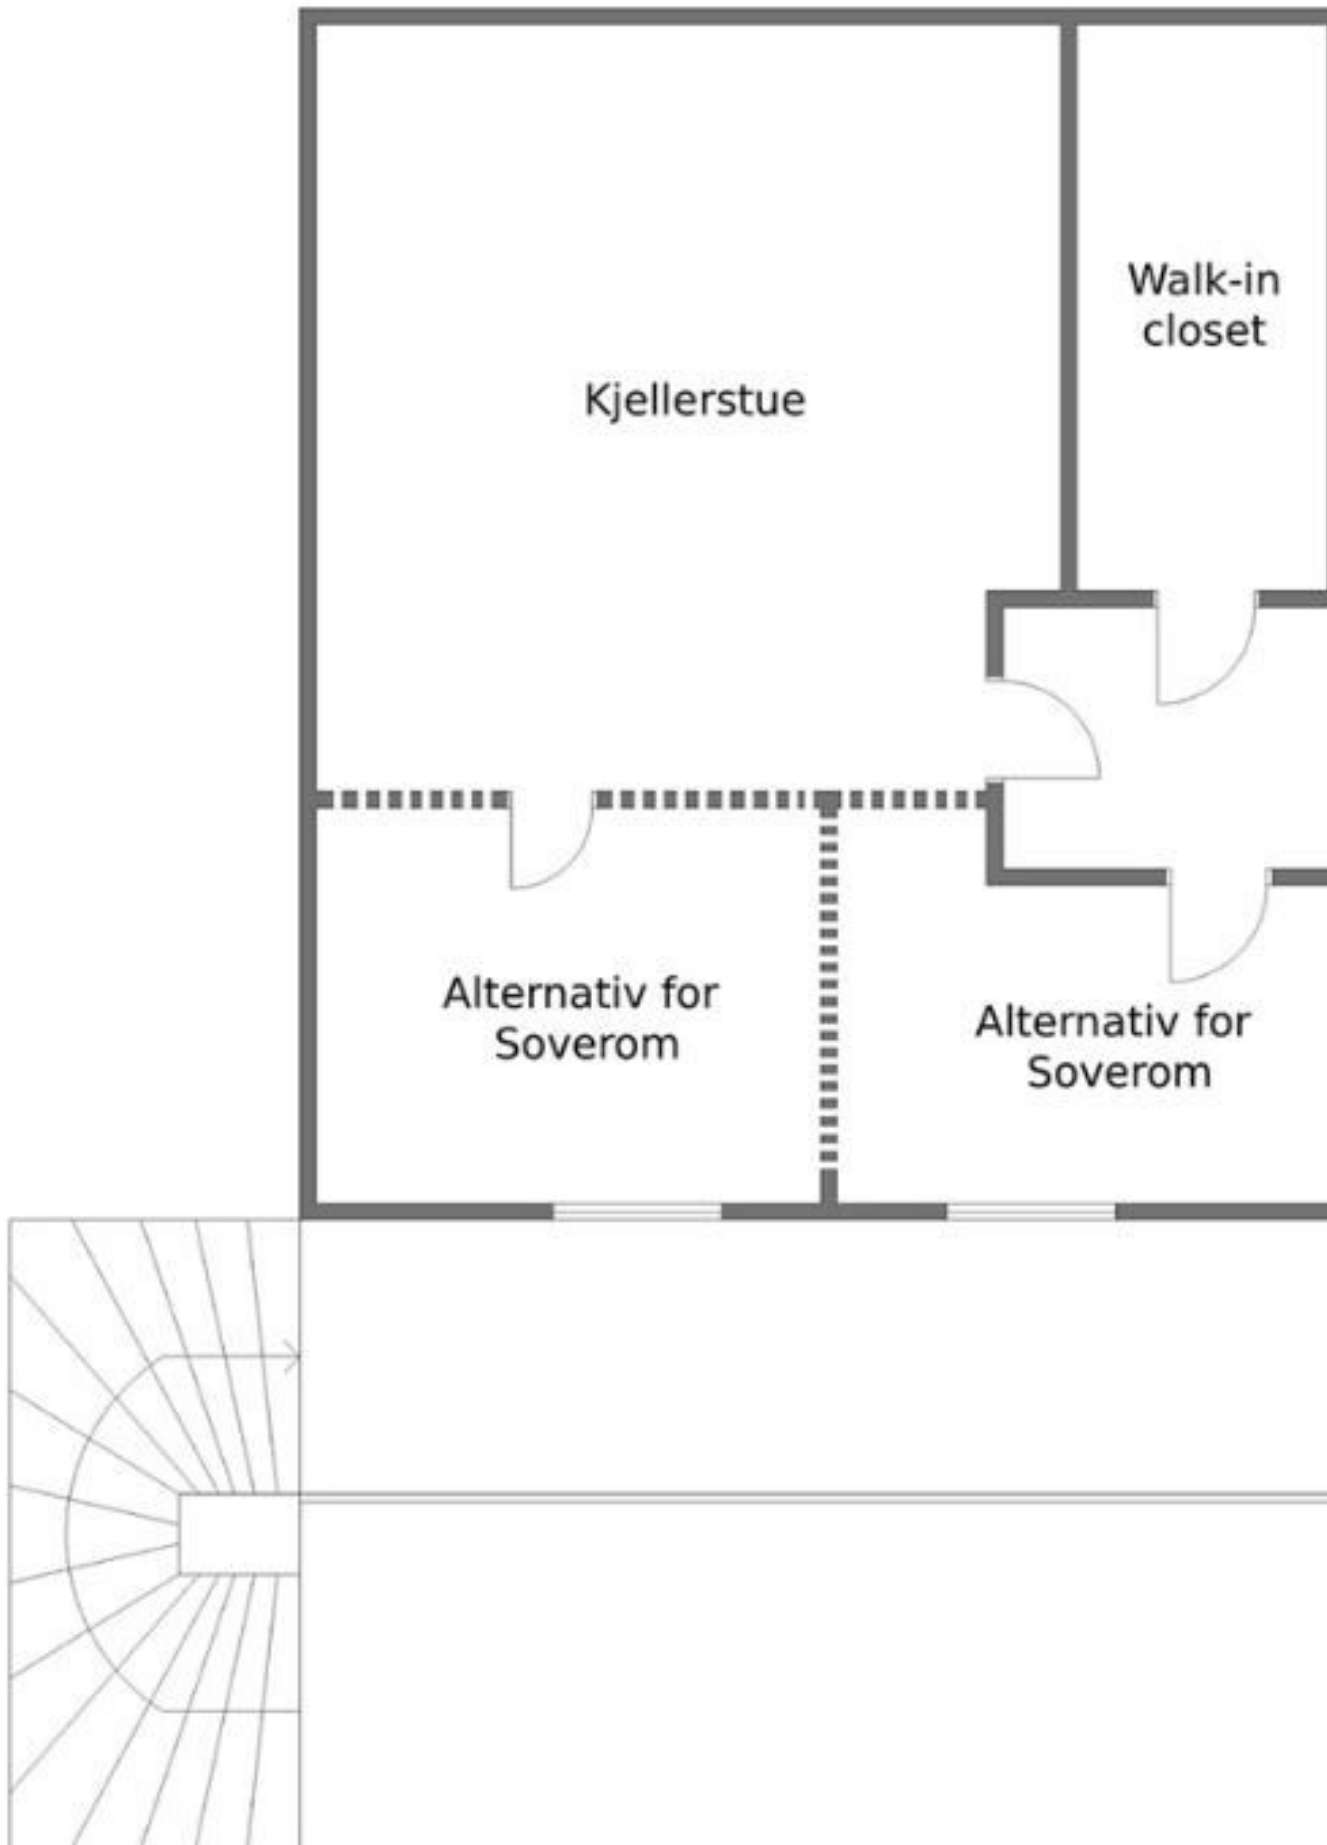 Walk-in
closet
Kjellerstue
Alternativ for
Soverom
Alternativ for
Soverom